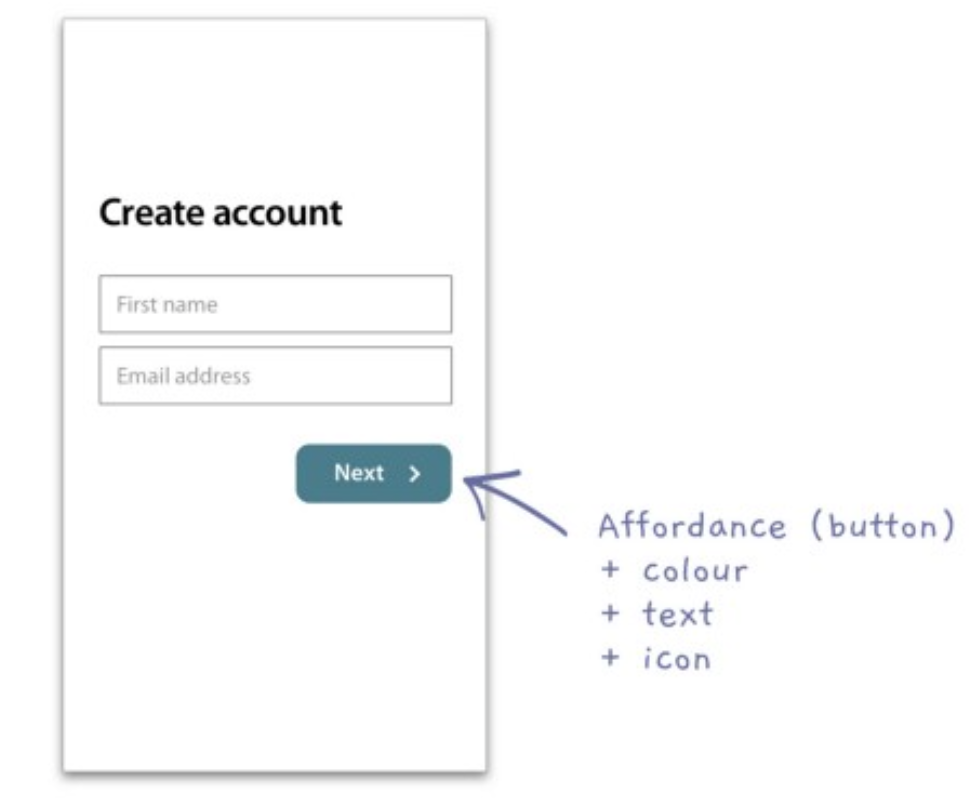 Create account
First name
Email address
Next
Affordance (button)
+ colour
+ text
+ icon